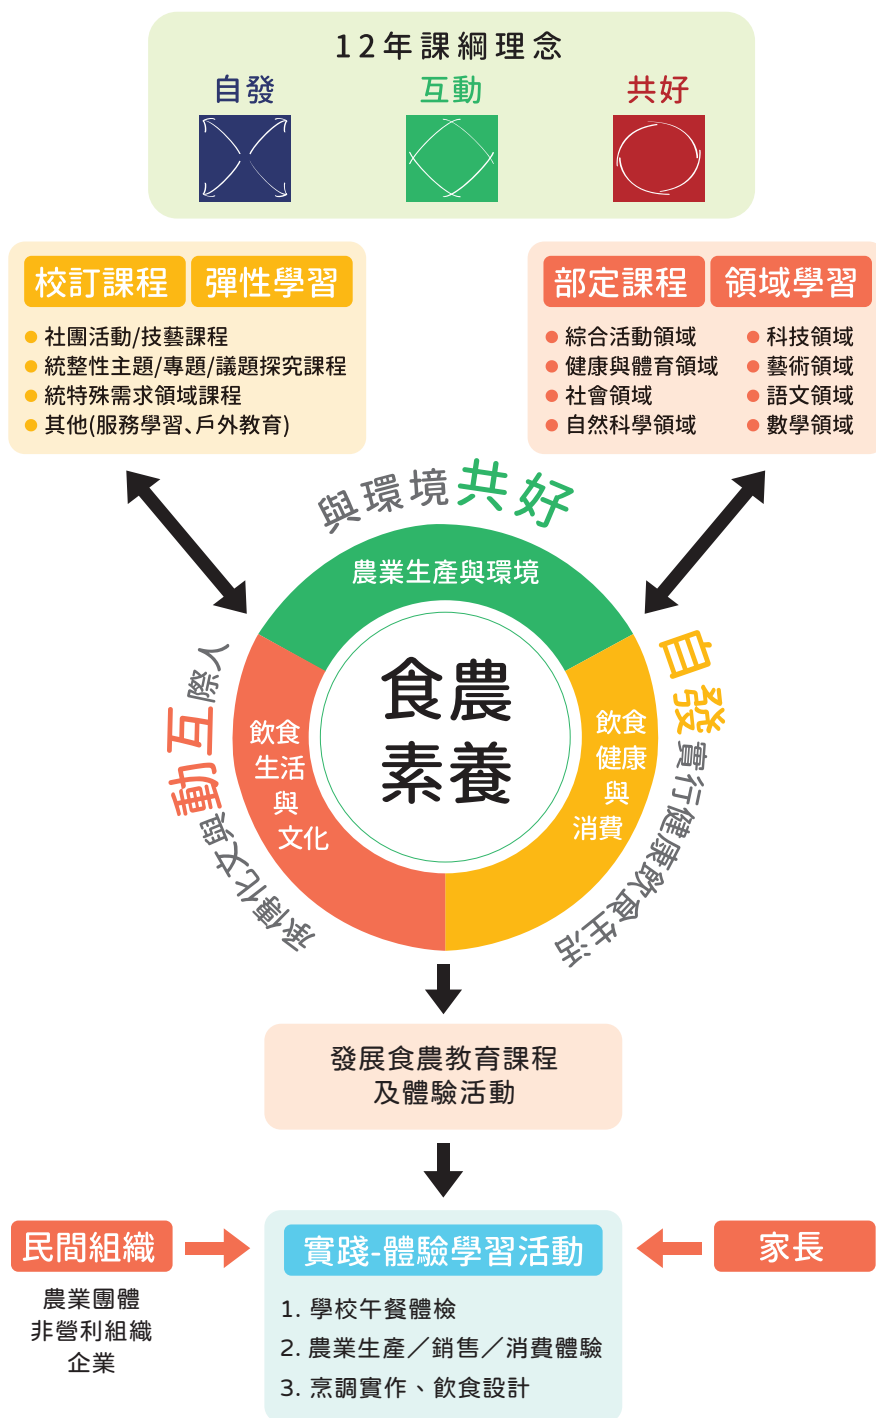 12年課綱理念
自發
互動
共好
校訂課程
彈性學習
社團活動/技藝課程
統整性主題/專題/議題探究課程
統特殊需求領域課程
其他(服務學習、戶外教育)
部定課程
領域學習
綜合活動領域
健康與體育領域
社會領域
自然科學領域
科技領域
藝術領域
語文領域
數學領域
與環境共好
農業生產與環境
人際互動與文化傳承
飲食
生活
與
文化
食農
素養
飲食
健康
與
消費
自發實行健康飲食生活
發展食農教育課程
及體驗活動
民間組織
農業團體
非營利組織
企業
實踐-體驗學習活動
1. 學校午餐體檢
2. 農業生產／銷售／消費體驗
3. 烹調實作、飲食設計
家長